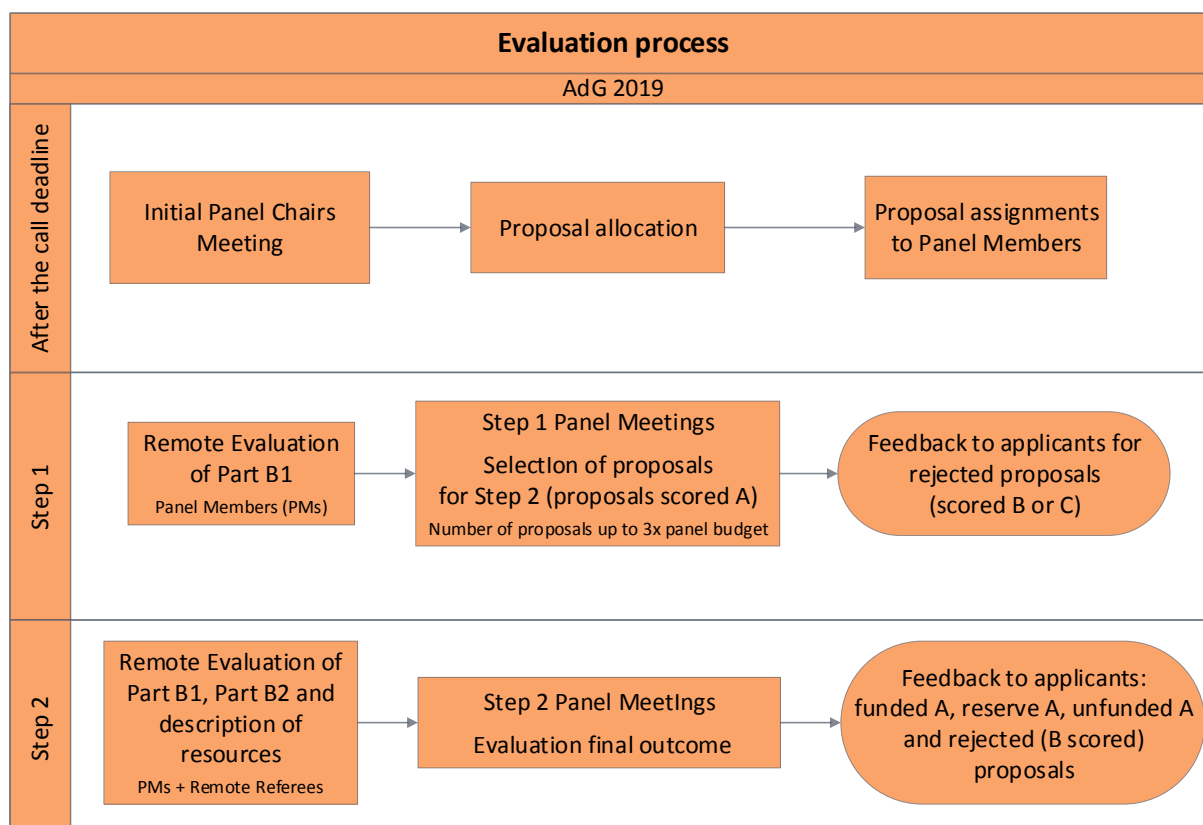 Evaluation process
AdG 2019
After the call deadline
Initial Panel Chairs
Meeting
Proposal allocation
Proposal assignments
to Panel Members
Step 1
Remote Evaluation
of Part B1
Panel Members (PMs)
Step 1 Panel Meetings
SelectIon of proposals
for Step 2 (proposals scored A)
Number of proposals up to 3x panel budget
Feedback to applicants for
rejected proposals
(scored B or C)
Step 2
Remote Evaluation of
Part B1, Part B2 and
description of
resources
PMs + Remote Referees
Step 2 Panel MeetIngs
Evaluation final outcome
Feedback to applicants:
funded A, reserve A, unfunded A
and rejected (B scored)
proposals